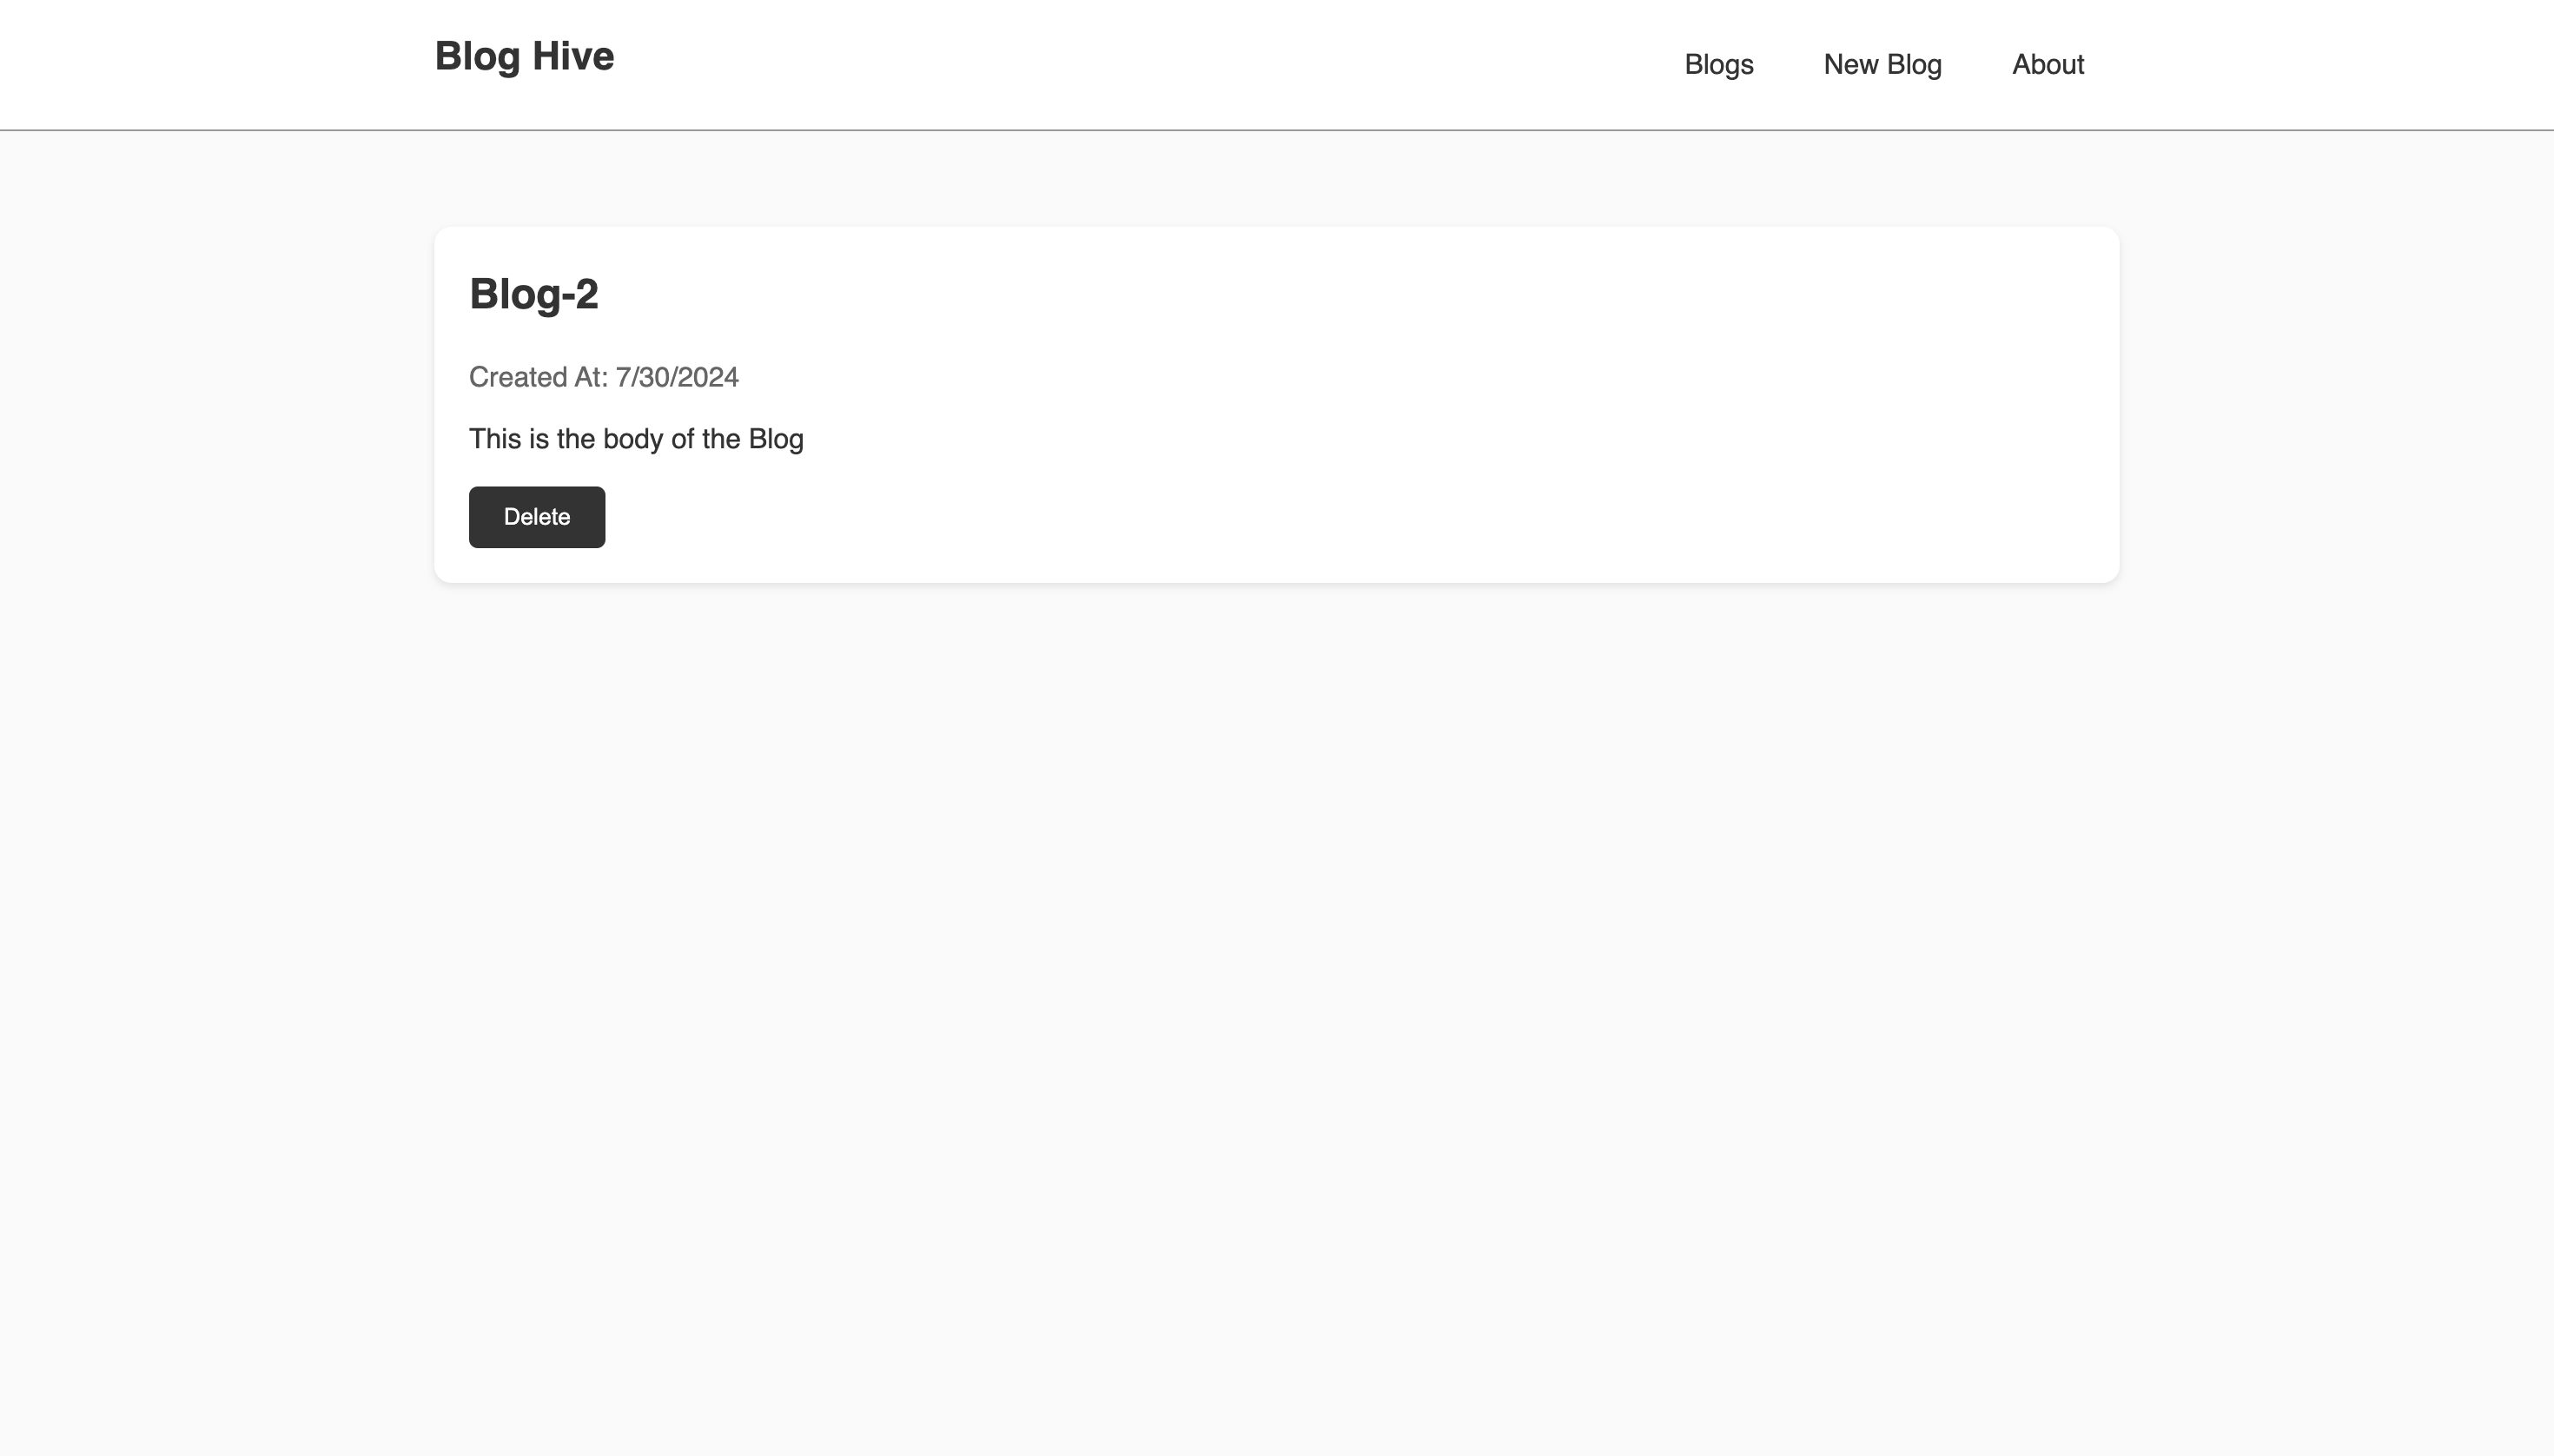 Blog Hive
Blogs New Blog About
Blog-2
Created At: 7/30/2024
This is the body of the Blog
Delete